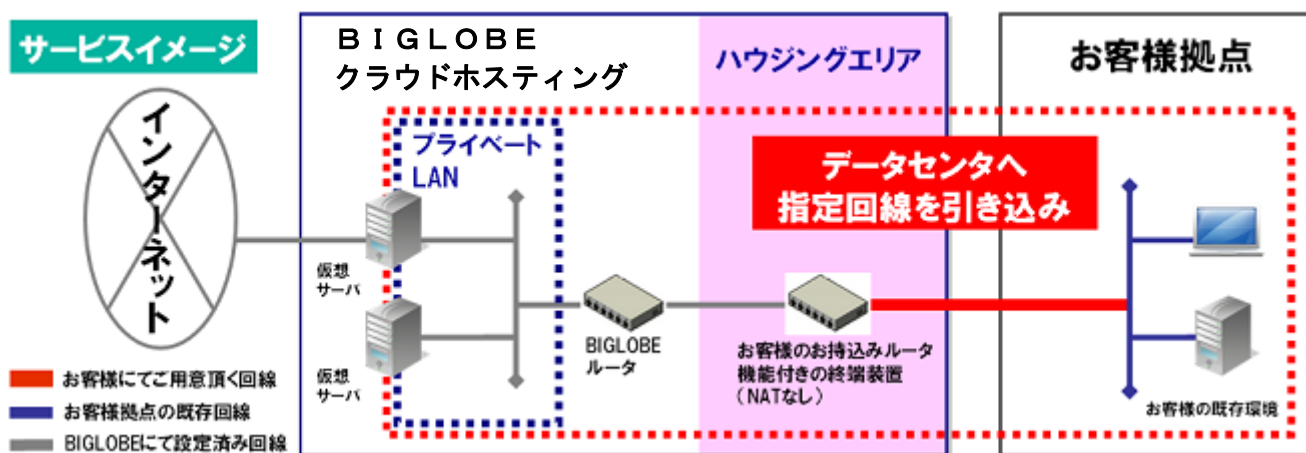 サービスイメージ
ＢＩＧＬＯＢＥ
クラウドホスティング
ハウジングエリア
お客様拠点
インターネット
プライベート
LAN
データセンタへ
指定回線を引き込み
仮想
サーバ
仮想
サーバ
BIGLOBE
ルータ
お客様のお持込みルータ
機能付きの終端装置
（NATなし）
お客様の既存環境
お客様にてご用意頂く回線
お客様拠点の既存回線
BIGLOBEにて設定済み回線